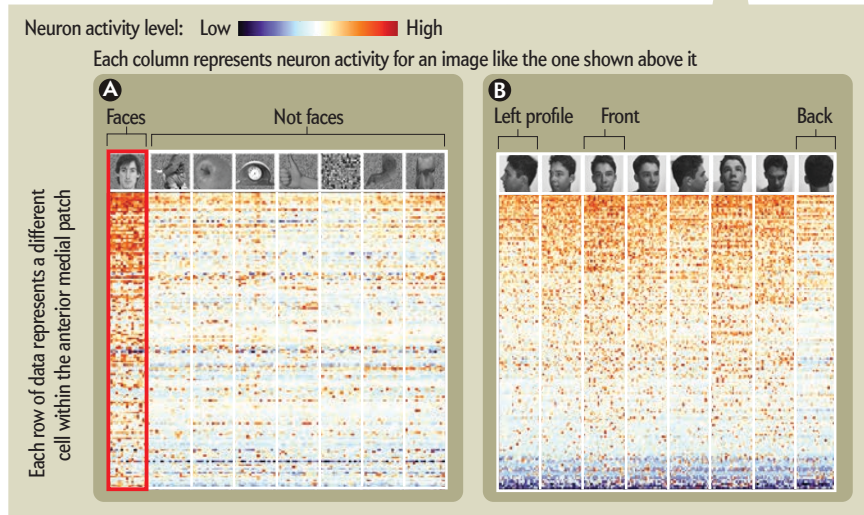 Neuron activity level: Low High
Each column represents neuron activity for an image like the one shown above it
A
Faces Not faces
B
Left profile Front Back
Each row of data represents a different
cell within the anterior medial patch